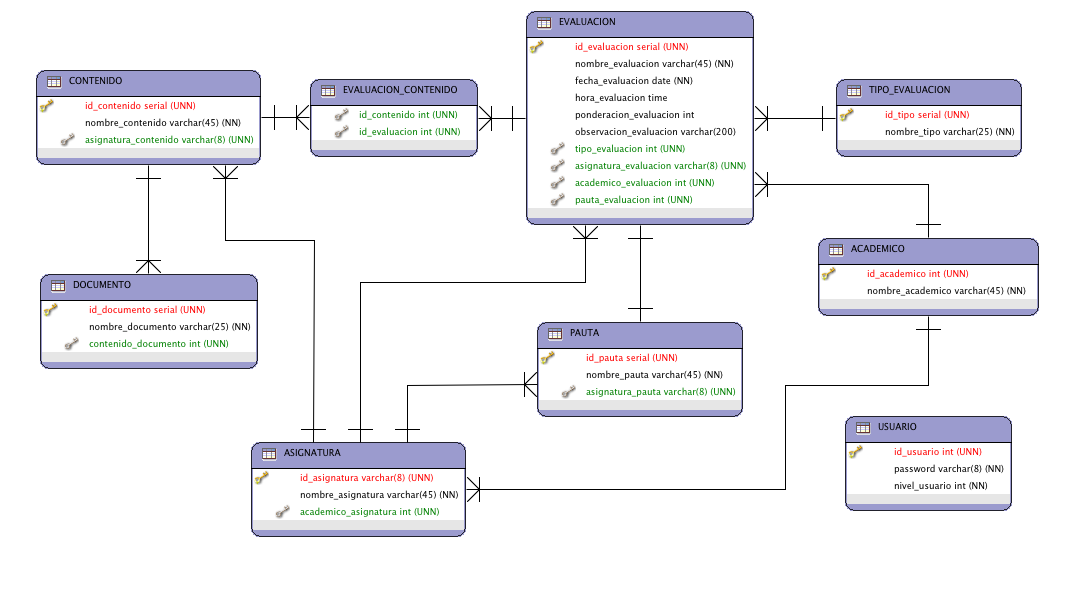 EVALUACION
id_evaluacion serial (UNN)
nombre_evaluacion varchar(45) (NN)
fecha_evaluacion date (NN)
hora_evaluacion time
ponderacion_evaluacion int
observacion_evaluacion varchar(200)
tipo_evaluacion int (UNN)
asignatura_evaluacion varchar(8) (UNN)
academico_evaluacion int (UNN)
pauta_evaluacion int (UNN)
CONTENIDO
id_contenido serial (UNN)
nombre_contenido varchar(45) (NN)
asignatura_contenido varchar(8) (UNN)
EVALUACION_CONTENIDO
id_contenido int (UNN)
id_evaluacion int (UNN)
TIPO_EVALUACION
id_tipo serial (UNN)
nombre_tipo varchar(25) (NN)
ACADEMICO
id_academico int (UNN)
nombre_academico varchar(45) (NN)
DOCUMENTO
id_documento serial (UNN)
nombre_documento varchar(25) (NN)
contenido_documento int (UNN)
PAUTA
id_pauta serial (UNN)
nombre_pauta varchar(45) (NN)
asignatura_pauta varchar(8) (UNN)
USUARIO
id_usuario int (UNN)
password varchar(8) (NN)
nivel_usuario int (NN)
ASIGNATURA
id_asignatura varchar(8) (UNN)
nombre_asignatura varchar(45) (NN)
academico_asignatura int (UNN)